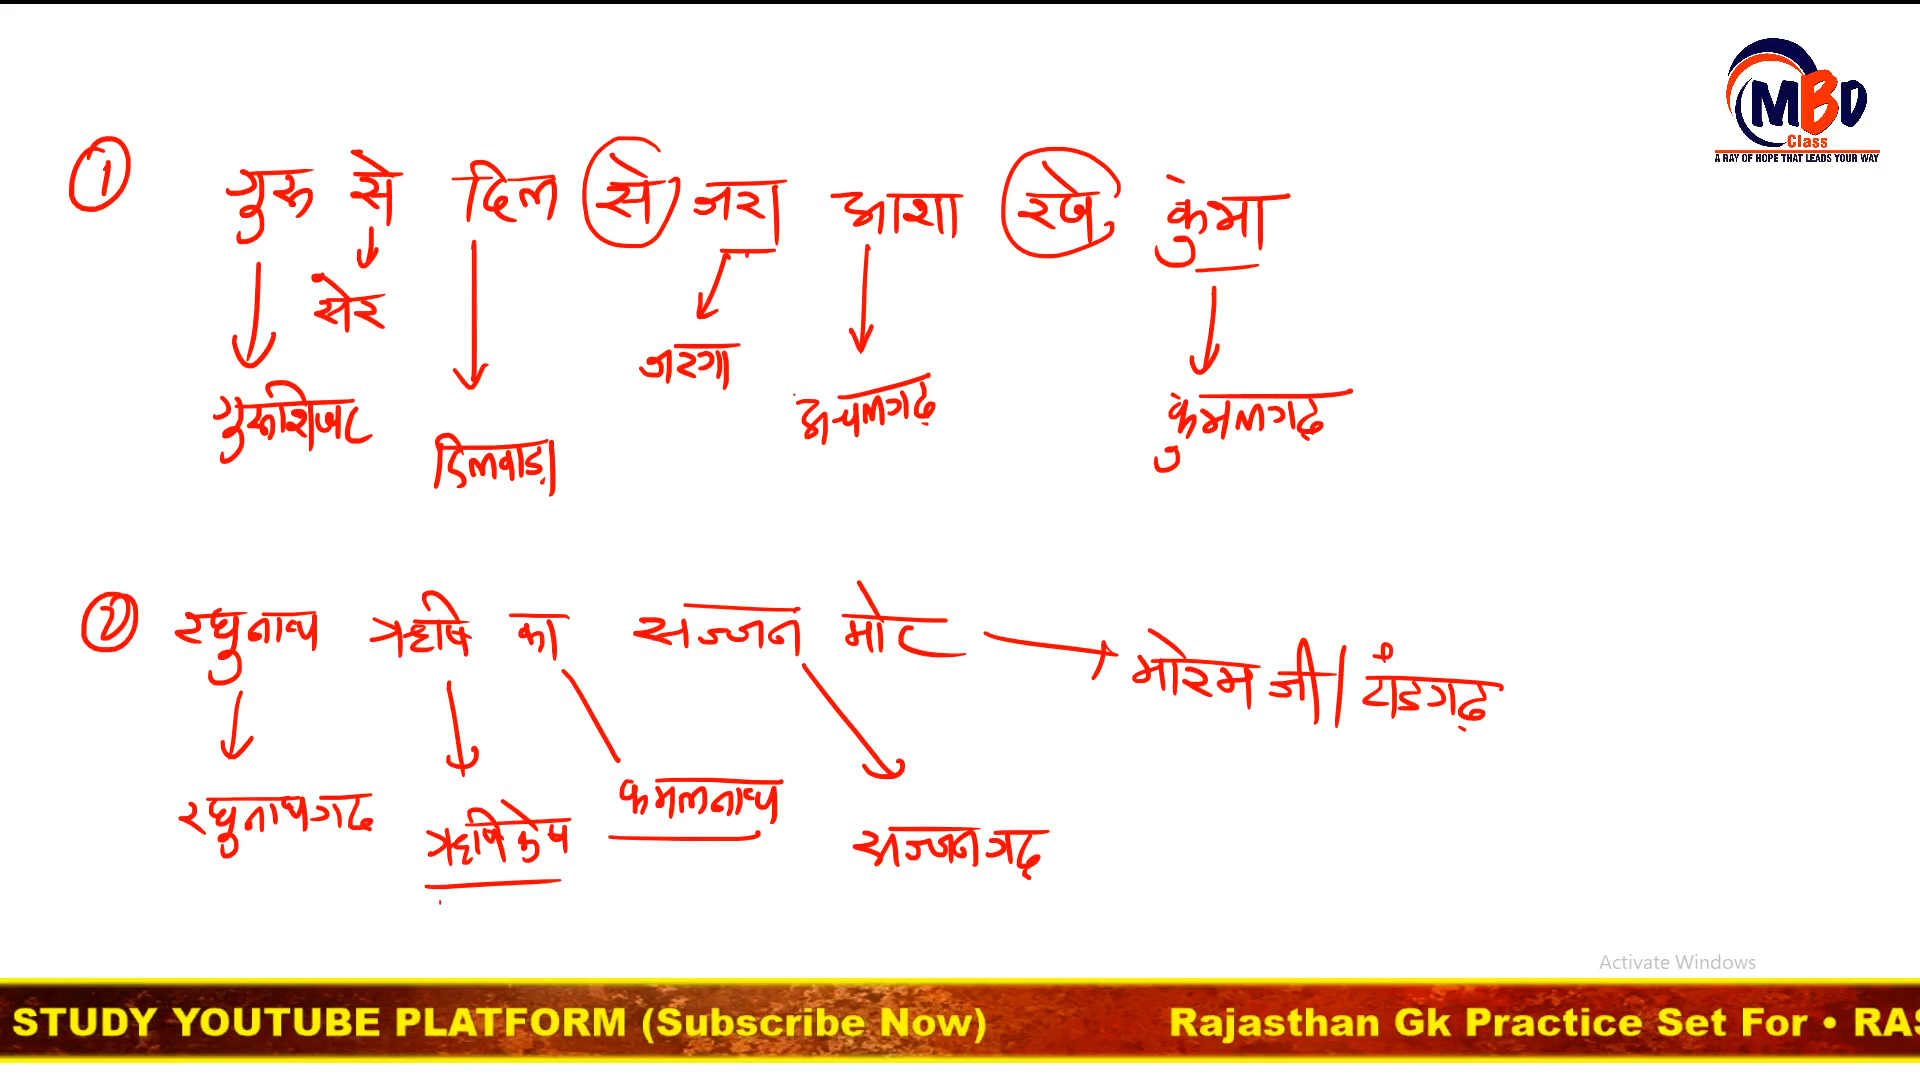 MBD
Class
A RAY OF HOPE THAT LEADS YOUR WAY
① गुरु से दिल से, जरा आशा रखे, कुंभा
सेर
जरगा
गुरुशिखर
दिलवाड़ा
अचलगढ़
कुंभलगढ़
② रघुनाथ ऋषि का सज्जन मोर
मोरम जी / टॉडगढ़
रघुनाथगढ
ऋषिकेष
कमलनाथ
सज्जनगढ़
Activate Windows
STUDY YOUTUBE PLATFORM (Subscribe Now) Rajasthan Gk Practice Set For • RAS